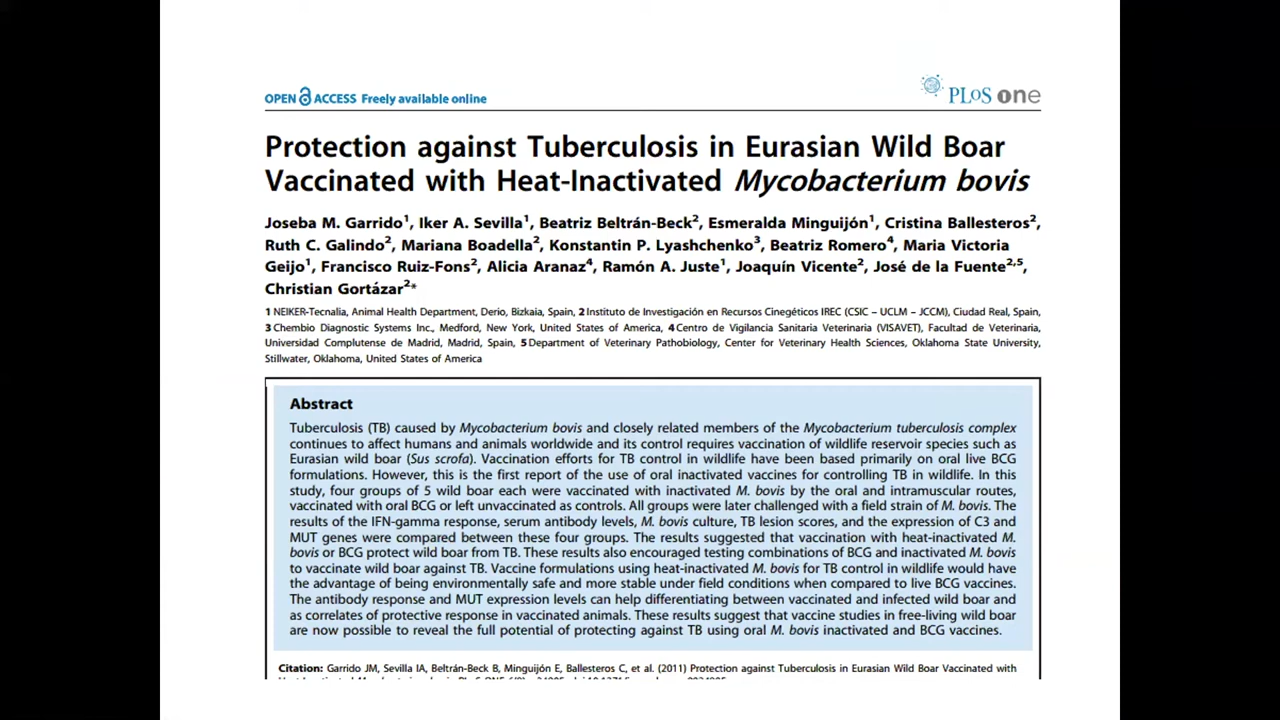 OPEN ACCESS Freely available online
PLoS one
Protection against Tuberculosis in Eurasian Wild Boar
Vaccinated with Heat-Inactivated Mycobacterium bovis
Joseba M. Garrido1, Iker A. Sevilla1, Beatriz Beltrán-Beck2, Esmeralda Minguijón1, Cristina Ballesteros2,
Ruth C. Galindo2, Mariana Boadella2, Konstantin P. Lyashchenko3, Beatriz Romero4, Maria Victoria
Geijo1, Francisco Ruiz-Fons2, Alicia Aranaz4, Ramón A. Juste1, Joaquín Vicente2, José de la Fuente2,5,
Christian Gortázar2*
1 NEIKER-Tecnalia, Animal Health Department, Derio, Bizkaia, Spain, 2 Instituto de Investigación en Recursos Cinegéticos IREC (CSIC – UCLM – JCCM), Ciudad Real, Spain,
3 Chembio Diagnostic Systems Inc., Medford, New York, United States of America, 4 Centro de Vigilancia Sanitaria Veterinaria (VISAVET), Facultad de Veterinaria,
Universidad Complutense de Madrid, Madrid, Spain, 5 Department of Veterinary Pathobiology, Center for Veterinary Health Sciences, Oklahoma State University,
Stillwater, Oklahoma, United States of America
Abstract
Tuberculosis (TB) caused by Mycobacterium bovis and closely related members of the Mycobacterium tuberculosis complex
continues to affect humans and animals worldwide and its control requires vaccination of wildlife reservoir species such as
Eurasian wild boar (Sus scrofa). Vaccination efforts for TB control in wildlife have been based primarily on oral live BCG
formulations. However, this is the first report of the use of oral inactivated vaccines for controlling TB in wildlife. In this
study, four groups of 5 wild boar each were vaccinated with inactivated M. bovis by the oral and intramuscular routes,
vaccinated with oral BCG or left unvaccinated as controls. All groups were later challenged with a field strain of M. bovis. The
results of the IFN-gamma response, serum antibody levels, M. bovis culture, TB lesion scores, and the expression of C3 and
MUT genes were compared between these four groups. The results suggested that vaccination with heat-inactivated M.
bovis or BCG protect wild boar from TB. These results also encouraged testing combinations of BCG and inactivated M. bovis
to vaccinate wild boar against TB. Vaccine formulations using heat-inactivated M. bovis for TB control in wildlife would have
the advantage of being environmentally safe and more stable under field conditions when compared to live BCG vaccines.
The antibody response and MUT expression levels can help differentiating between vaccinated and infected wild boar and
as correlates of protective response in vaccinated animals. These results suggest that vaccine studies in free-living wild boar
are now possible to reveal the full potential of protecting against TB using oral M. bovis inactivated and BCG vaccines.
Citation: Garrido JM, Sevilla IA, Beltrán-Beck B, Minguijón E, Ballesteros C, et al. (2011) Protection against Tuberculosis in Eurasian Wild Boar Vaccinated with